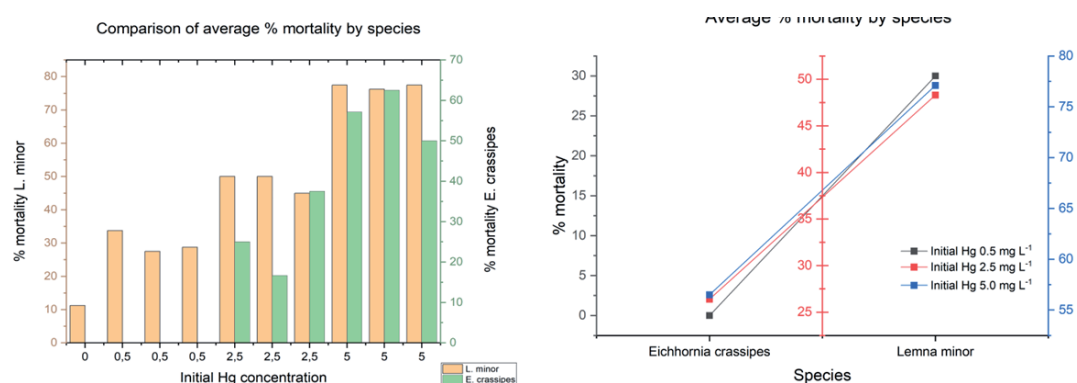 Comparison of average % mortality by species
0 10 20 30 40 50 60 70 80
% mortality L. minor
0 10 20 30 40 50 60 70
% mortality E. crassipes
0 0,5 0,5 0,5 2,5 2,5 2,5 5 5 5
Initial Hg concentration
L. minor
E. crassipes
Average % mortality by species
0 5 10 15 20 25 30
% mortality
25 30 35 40 45 50
55 60 65 70 75 80
Initial Hg 0.5 mg L⁻¹
Initial Hg 2.5 mg L⁻¹
Initial Hg 5.0 mg L⁻¹
Eichhornia crassipes Lemna minor
Species